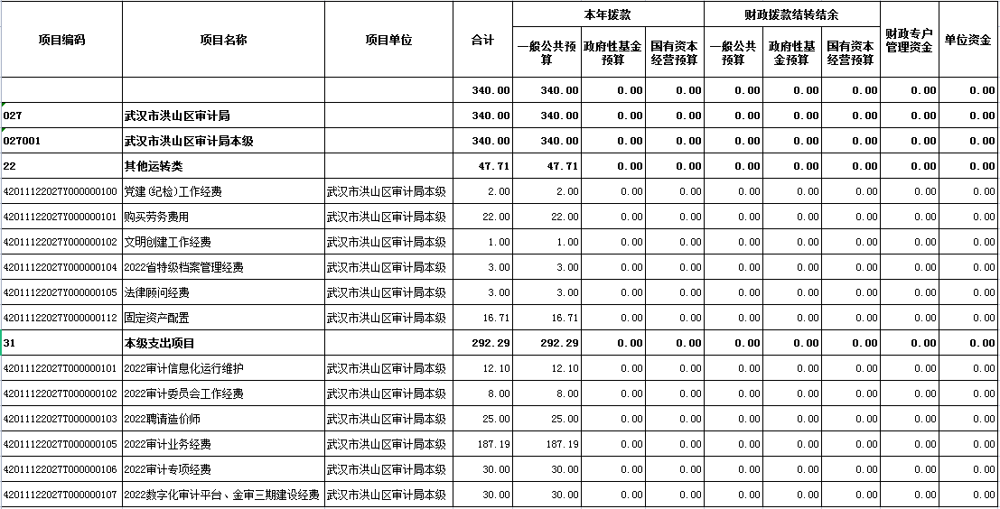 项目编码 项目名称 项目单位 合计 本年拨款 财政拨款结转结余 财政专户管理资金 单位资金
一般公共预算 政府性基金预算 国有资本经营预算 一般公共预算 政府性基金预算 国有资本经营预算
340.00 340.00 0.00 0.00 0.00 0.00 0.00 0.00 0.00
027 武汉市洪山区审计局 340.00 340.00 0.00 0.00 0.00 0.00 0.00 0.00 0.00
027001 武汉市洪山区审计局本级 340.00 340.00 0.00 0.00 0.00 0.00 0.00 0.00 0.00
22 其他运转类 47.71 47.71 0.00 0.00 0.00 0.00 0.00 0.00 0.00
42011122027Y000000100 党建(纪检)工作经费 武汉市洪山区审计局本级 2.00 2.00 0.00 0.00 0.00 0.00 0.00 0.00 0.00
42011122027Y000000101 购买劳务费用 武汉市洪山区审计局本级 22.00 22.00 0.00 0.00 0.00 0.00 0.00 0.00 0.00
42011122027Y000000102 文明创建工作经费 武汉市洪山区审计局本级 1.00 1.00 0.00 0.00 0.00 0.00 0.00 0.00 0.00
42011122027Y000000104 2022省特级档案管理经费 武汉市洪山区审计局本级 3.00 3.00 0.00 0.00 0.00 0.00 0.00 0.00 0.00
42011122027Y000000105 法律顾问经费 武汉市洪山区审计局本级 3.00 3.00 0.00 0.00 0.00 0.00 0.00 0.00 0.00
42011122027Y000000112 固定资产配置 武汉市洪山区审计局本级 16.71 16.71 0.00 0.00 0.00 0.00 0.00 0.00 0.00
31 本级支出项目 292.29 292.29 0.00 0.00 0.00 0.00 0.00 0.00 0.00
42011122027T000000101 2022审计信息化运行维护 武汉市洪山区审计局本级 12.10 12.10 0.00 0.00 0.00 0.00 0.00 0.00 0.00
42011122027T000000102 2022审计委员会工作经费 武汉市洪山区审计局本级 8.00 8.00 0.00 0.00 0.00 0.00 0.00 0.00 0.00
42011122027T000000103 2022聘请造价师 武汉市洪山区审计局本级 25.00 25.00 0.00 0.00 0.00 0.00 0.00 0.00 0.00
42011122027T000000105 2022审计业务经费 武汉市洪山区审计局本级 187.19 187.19 0.00 0.00 0.00 0.00 0.00 0.00 0.00
42011122027T000000106 2022审计专项经费 武汉市洪山区审计局本级 30.00 30.00 0.00 0.00 0.00 0.00 0.00 0.00 0.00
42011122027T000000107 2022数字化审计平台、金审三期建设经费 武汉市洪山区审计局本级 30.00 30.00 0.00 0.00 0.00 0.00 0.00 0.00 0.00